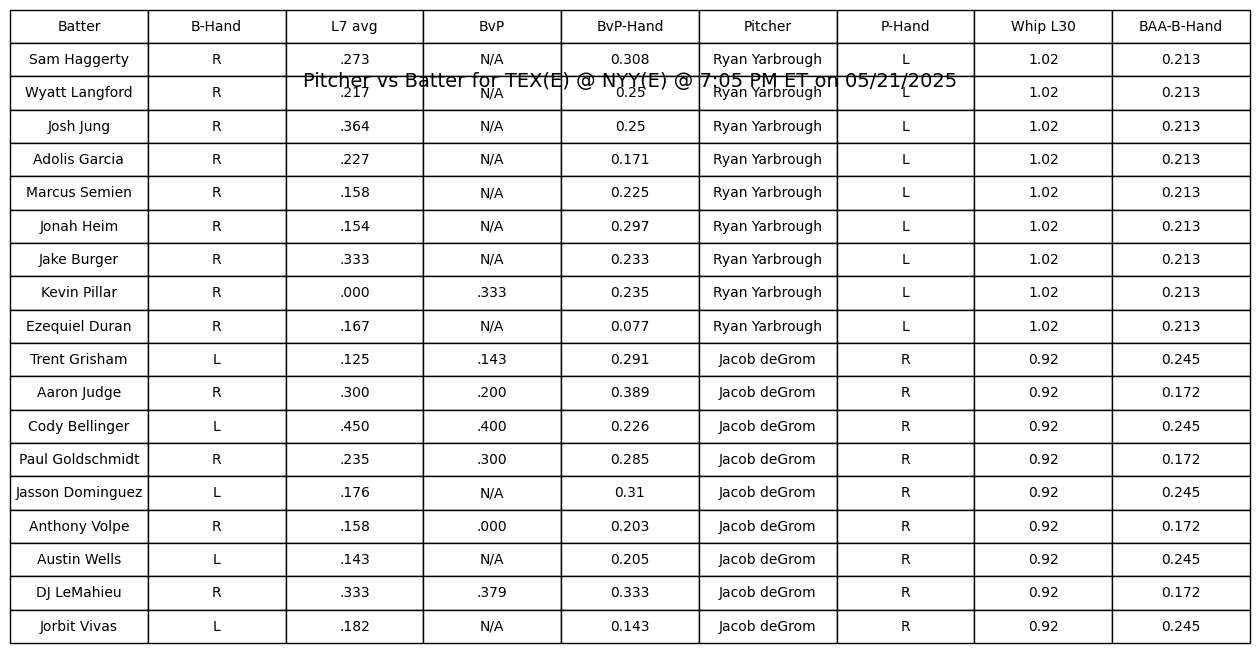 Batter B-Hand L7 avg BvP BvP-Hand Pitcher P-Hand Whip L30 BAA-B-Hand
Sam Haggerty R .273 N/A 0.308 Ryan Yarbrough L 1.02 0.213
Pitcher vs Batter for TEX(E) @ NYY(E) @ 7:05 PM ET on 05/21/2025
Wyatt Langford R .217 N/A 0.25 Ryan Yarbrough L 1.02 0.213
Josh Jung R .364 N/A 0.25 Ryan Yarbrough L 1.02 0.213
Adolis Garcia R .227 N/A 0.171 Ryan Yarbrough L 1.02 0.213
Marcus Semien R .158 N/A 0.225 Ryan Yarbrough L 1.02 0.213
Jonah Heim R .154 N/A 0.297 Ryan Yarbrough L 1.02 0.213
Jake Burger R .333 N/A 0.233 Ryan Yarbrough L 1.02 0.213
Kevin Pillar R .000 .333 0.235 Ryan Yarbrough L 1.02 0.213
Ezequiel Duran R .167 N/A 0.077 Ryan Yarbrough L 1.02 0.213
Trent Grisham L .125 .143 0.291 Jacob deGrom R 0.92 0.245
Aaron Judge R .300 .200 0.389 Jacob deGrom R 0.92 0.172
Cody Bellinger L .450 .400 0.226 Jacob deGrom R 0.92 0.245
Paul Goldschmidt R .235 .300 0.285 Jacob deGrom R 0.92 0.172
Jasson Dominguez L .176 N/A 0.31 Jacob deGrom R 0.92 0.245
Anthony Volpe R .158 .000 0.203 Jacob deGrom R 0.92 0.172
Austin Wells L .143 N/A 0.205 Jacob deGrom R 0.92 0.245
DJ LeMahieu R .333 .379 0.333 Jacob deGrom R 0.92 0.172
Jorbit Vivas L .182 N/A 0.143 Jacob deGrom R 0.92 0.245